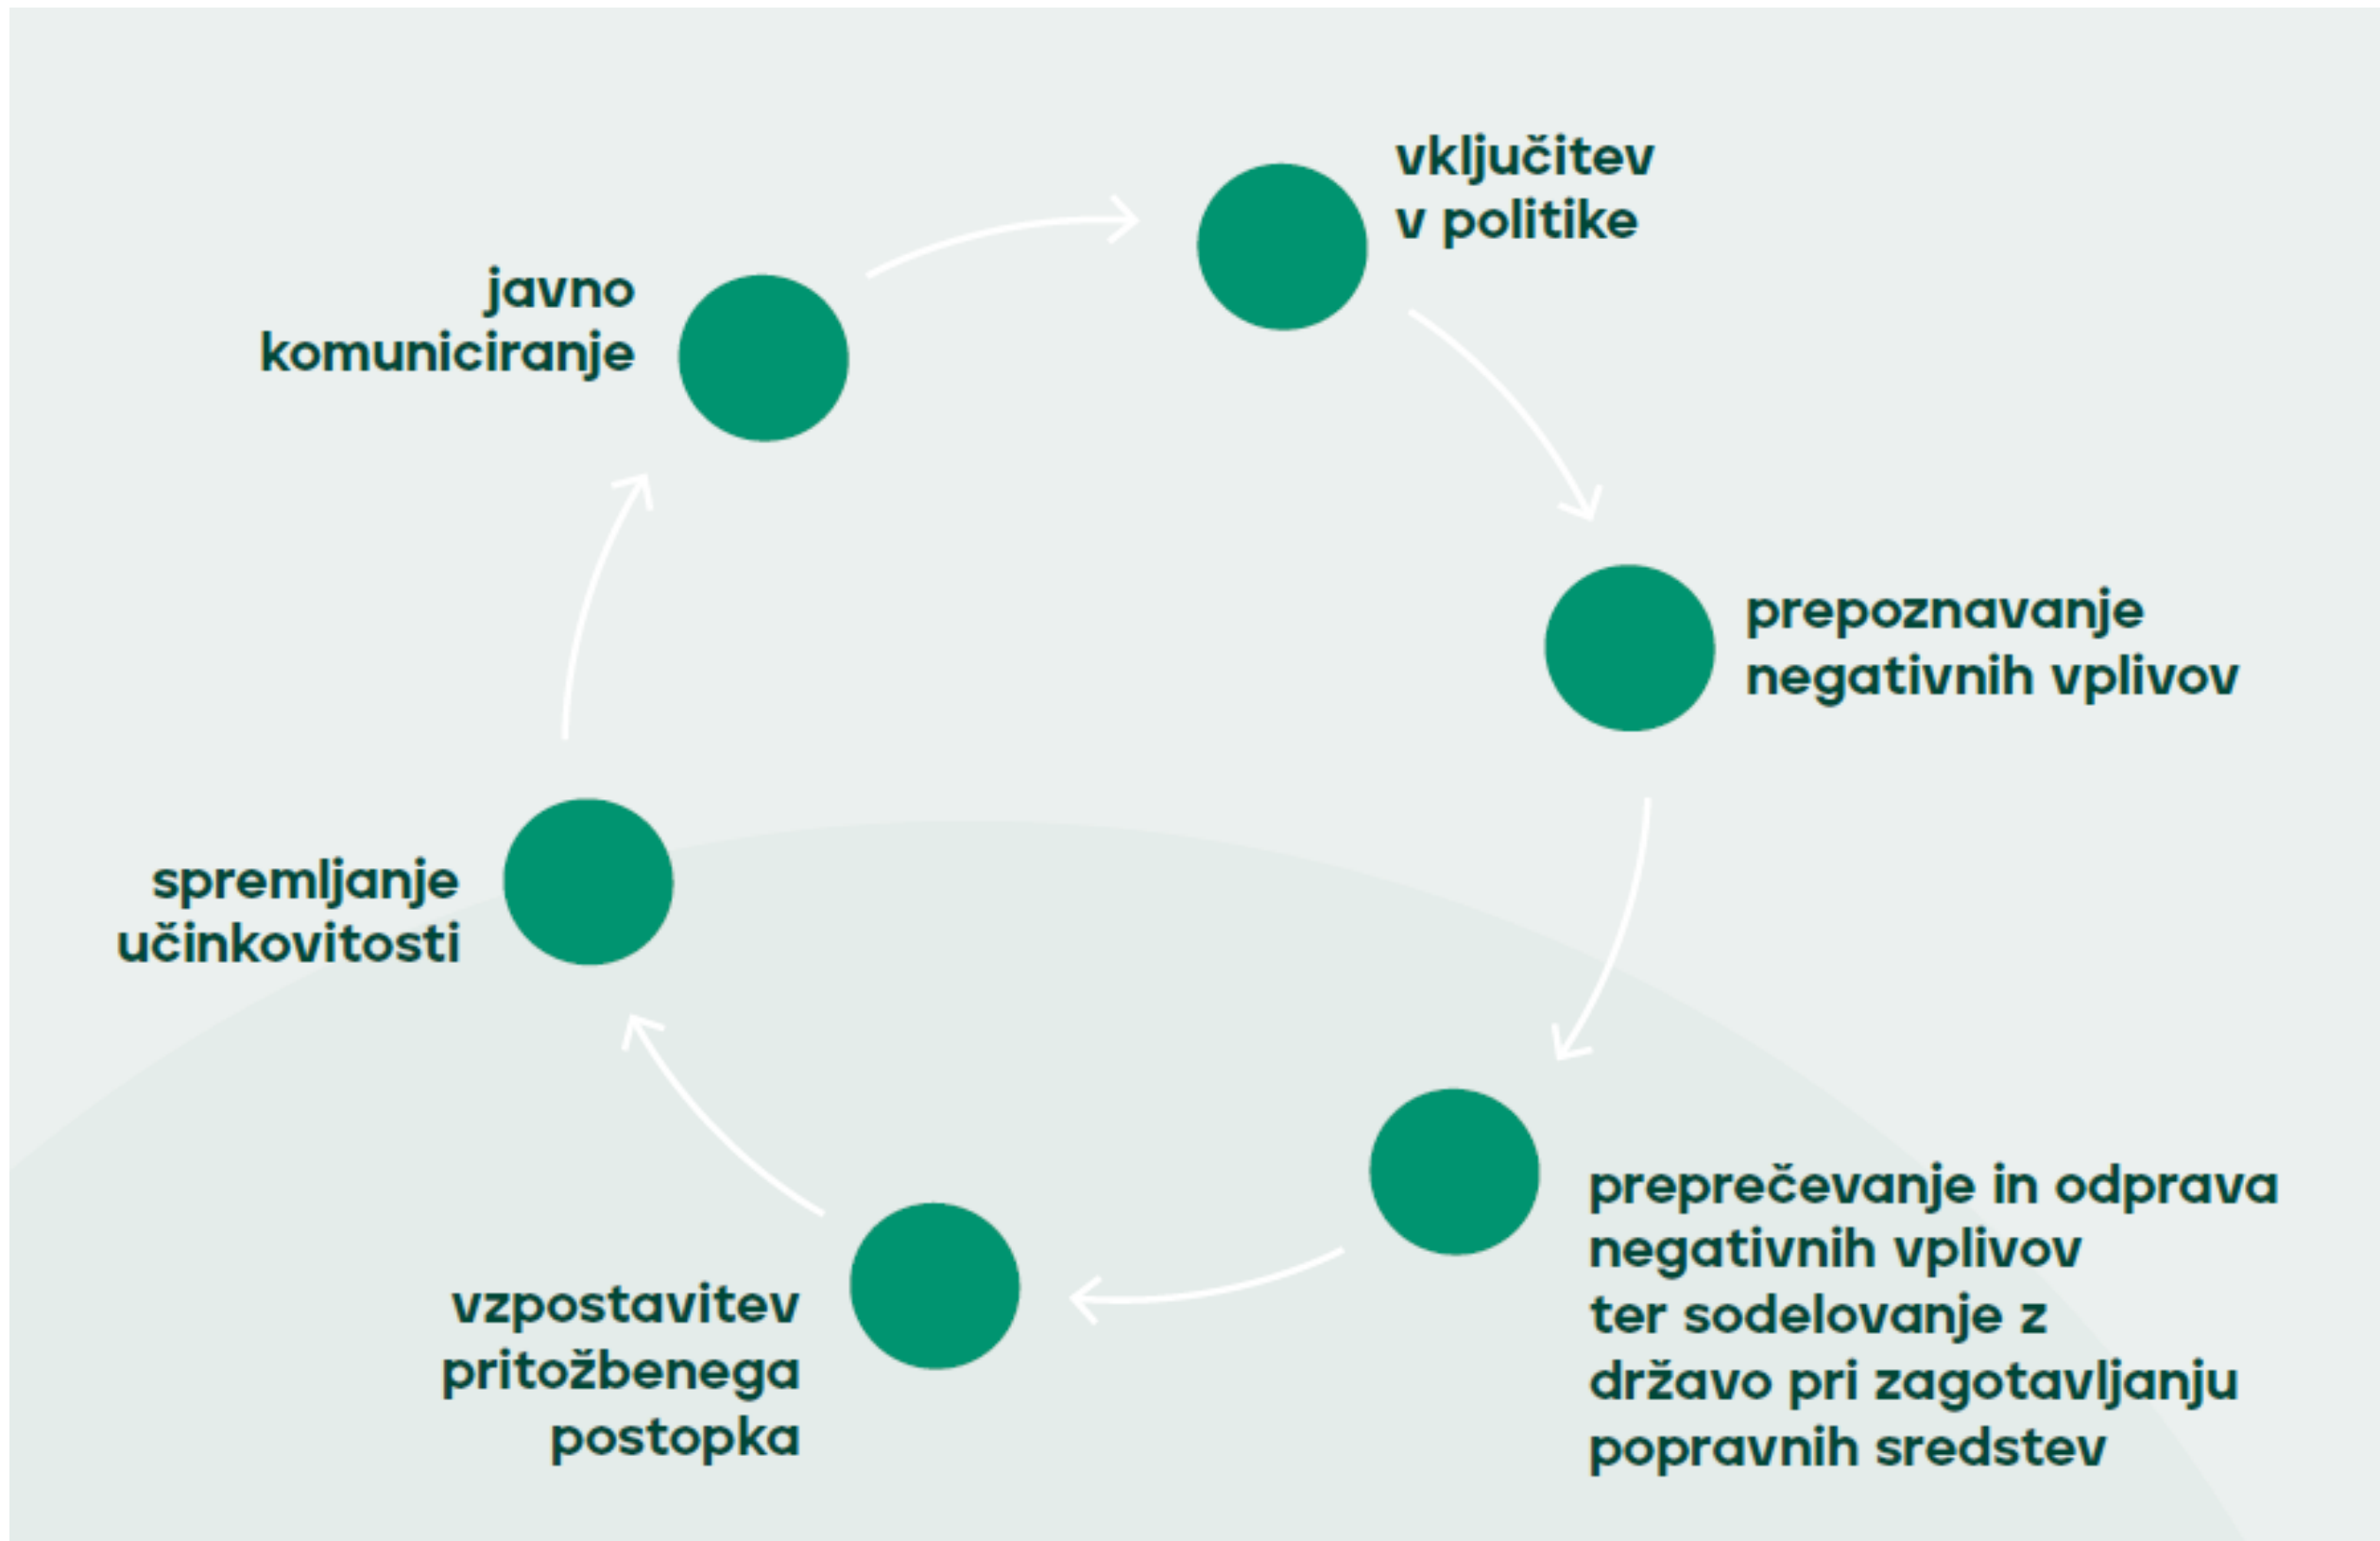 vključitev
v politike
prepoznavanje
negativnih vplivov
preprečevanje in odprava
negativnih vplivov
ter sodelovanje z
državo pri zagotavljanju
popravnih sredstev
vzpostavitev
pritožbenega
postopka
spremljanje
učinkovitosti
javno
komuniciranje